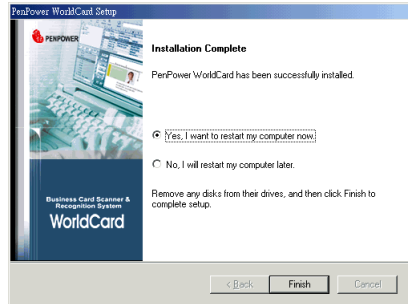 PenPower WorldCard Setup
PENPOWER
Installation Complete
PenPower WorldCard has been successfully installed.
Yes, I want to restart my computer now.
No, I will restart my computer later.
Remove any disks from their drives, and then click Finish to
complete setup.
Business Card Scanner &
Recognition System
WorldCard
< Back
Finish
Cancel